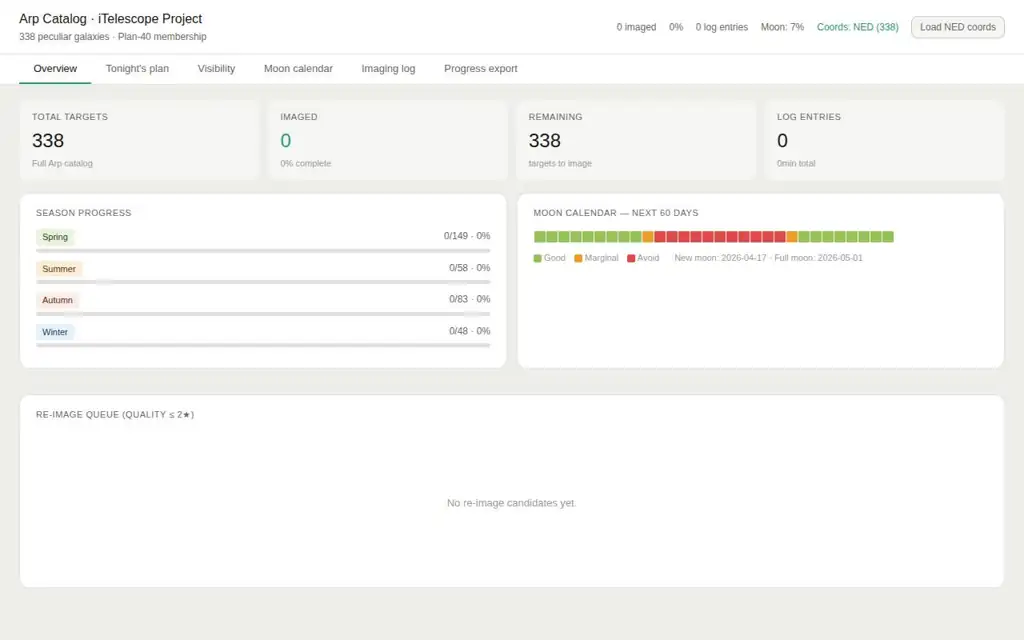 Arp Catalog · iTelescope Project
338 peculiar galaxies · Plan-40 membership
0 imaged 0% 0 log entries Moon: 7% Coords: NED (338) Load NED coords
Overview Tonight's plan Visibility Moon calendar Imaging log Progress export
TOTAL TARGETS
338
Full Arp catalog
IMAGED
0
0% complete
REMAINING
338
targets to image
LOG ENTRIES
0
0min total
SEASON PROGRESS
Spring 0/149 · 0%
Summer 0/58 · 0%
Autumn 0/83 · 0%
Winter 0/48 · 0%
MOON CALENDAR — NEXT 60 DAYS
Good Marginal Avoid New moon: 2026-04-17 · Full moon: 2026-05-01
RE-IMAGE QUEUE (QUALITY ≤ 2★)
No re-image candidates yet.